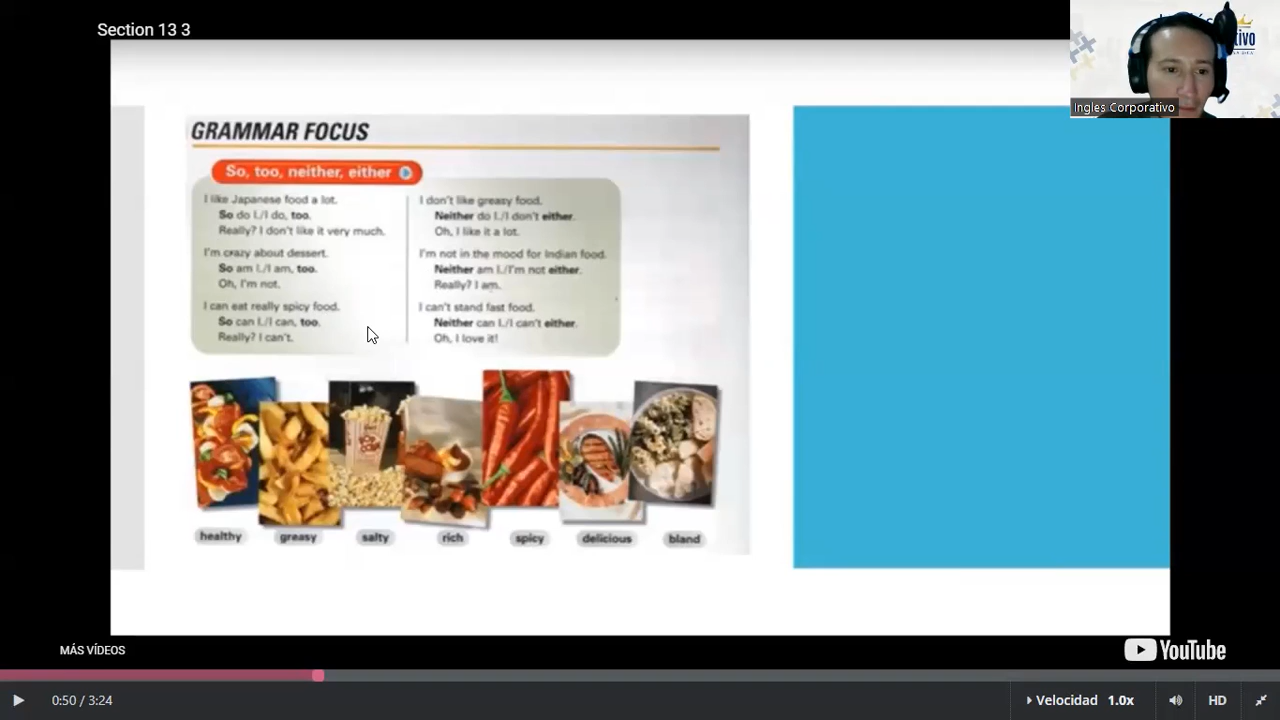 Section 13 3
Ingles Corporativo
GRAMMAR FOCUS
So, too, neither, either
I like Japanese food a lot.
So do I./I do, too.
Really? I don't like it very much.
I'm crazy about dessert.
So am I./I am, too.
Oh, I'm not.
I can eat really spicy food.
So can I./I can, too.
Really? I can't.
I don't like greasy food.
Neither do I./I don't either.
Oh, I like it a lot.
I'm not in the mood for Indian food.
Neither am I./I'm not either.
Really? I am.
I can't stand fast food.
Neither can I./I can't either.
Oh, I love it!
POP CORN
healthy
greasy
salty
rich
spicy
delicious
bland
MÁS VÍDEOS
YouTube
0:50 / 3:24
Velocidad 1.0x
HD